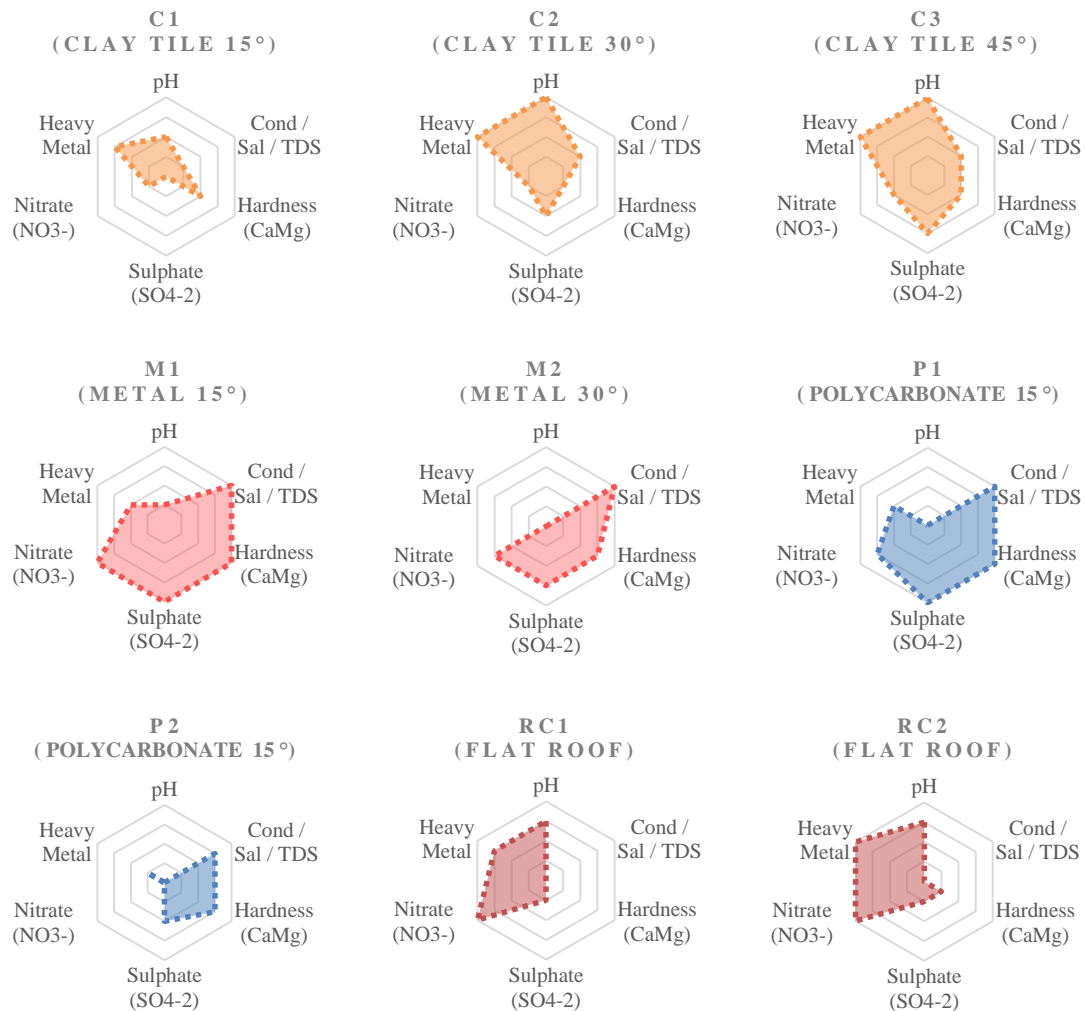 C1
(CLAY TILE 15°)
pH
Heavy Metal
Cond / Sal / TDS
Nitrate (NO3-)
Hardness (CaMg)
Sulphate (SO4-2)
C2
(CLAY TILE 30°)
pH
Heavy Metal
Cond / Sal / TDS
Nitrate (NO3-)
Hardness (CaMg)
Sulphate (SO4-2)
C3
(CLAY TILE 45°)
pH
Heavy Metal
Cond / Sal / TDS
Nitrate (NO3-)
Hardness (CaMg)
Sulphate (SO4-2)
M1
(METAL 15°)
pH
Heavy Metal
Cond / Sal / TDS
Nitrate (NO3-)
Hardness (CaMg)
Sulphate (SO4-2)
M2
(METAL 30°)
pH
Heavy Metal
Cond / Sal / TDS
Nitrate (NO3-)
Hardness (CaMg)
Sulphate (SO4-2)
P1
(POLYCARBONATE 15°)
pH
Heavy Metal
Cond / Sal / TDS
Nitrate (NO3-)
Hardness (CaMg)
Sulphate (SO4-2)
P2
(POLYCARBONATE 15°)
pH
Heavy Metal
Cond / Sal / TDS
Nitrate (NO3-)
Hardness (CaMg)
Sulphate (SO4-2)
RC1
(FLAT ROOF)
pH
Heavy Metal
Cond / Sal / TDS
Nitrate (NO3-)
Hardness (CaMg)
Sulphate (SO4-2)
RC2
(FLAT ROOF)
pH
Heavy Metal
Cond / Sal / TDS
Nitrate (NO3-)
Hardness (CaMg)
Sulphate (SO4-2)